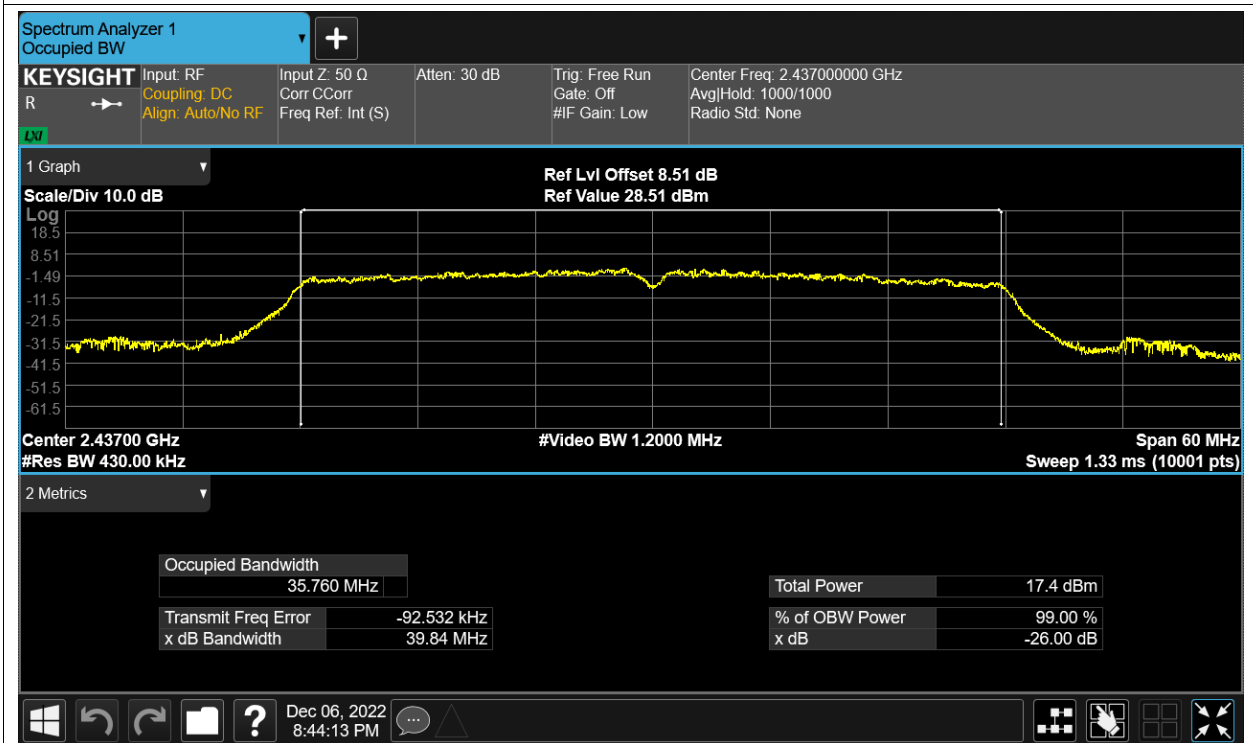 Spectrum Analyzer 1
Occupied BW
KEYSIGHT
R
LXI
Input: RF
Coupling: DC
Align: Auto/No RF
Input Z: 50 Ω
Corr CCorr
Freq Ref: Int (S)
Atten: 30 dB
Trig: Free Run
Gate: Off
#IF Gain: Low
Center Freq: 2.437000000 GHz
Avg|Hold: 1000/1000
Radio Std: None
1 Graph
Scale/Div 10.0 dB
Ref Lvl Offset 8.51 dB
Ref Value 28.51 dBm
Log
18.5
8.51
-1.49
-11.5
-21.5
-31.5
-41.5
-51.5
-61.5
Center 2.43700 GHz
#Video BW 1.2000 MHz
Span 60 MHz
#Res BW 430.00 kHz
Sweep 1.33 ms (10001 pts)
2 Metrics
Occupied Bandwidth
35.760 MHz
Transmit Freq Error -92.532 kHz
x dB Bandwidth 39.84 MHz
Total Power 17.4 dBm
% of OBW Power 99.00 %
x dB -26.00 dB
Dec 06, 2022
8:44:13 PM